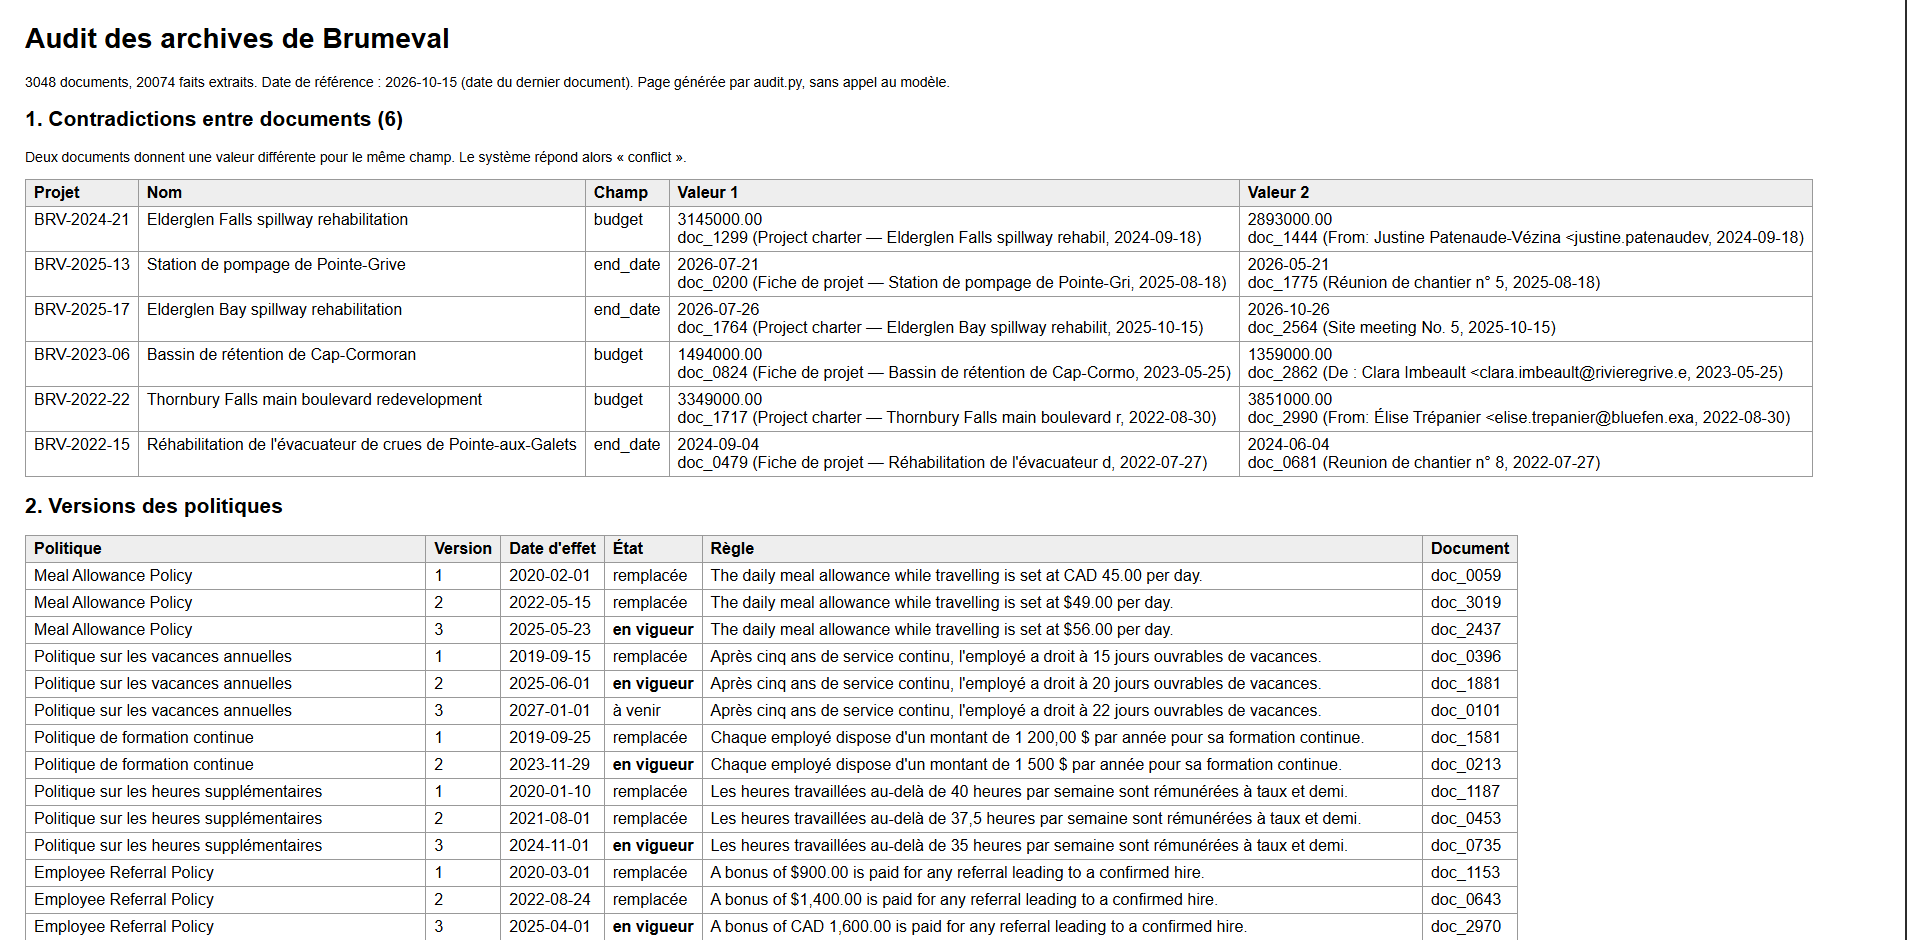 Audit des archives de Brumeval
3048 documents, 20074 faits extraits. Date de référence : 2026-10-15 (date du dernier document). Page générée par audit.py, sans appel au modèle.
1. Contradictions entre documents (6)
Deux documents donnent une valeur différente pour le même champ. Le système répond alors « conflict ».
Projet Nom Champ Valeur 1 Valeur 2
BRV-2024-21 Elderglen Falls spillway rehabilitation budget 3145000.00 2893000.00
doc_1299 (Project charter — Elderglen Falls spillway rehabil, 2024-09-18) doc_1444 (From: Justine Patenaude-Vézina <justine.patenaudev, 2024-09-18)
BRV-2025-13 Station de pompage de Pointe-Grive end_date 2026-07-21 2026-05-21
doc_0200 (Fiche de projet — Station de pompage de Pointe-Gri, 2025-08-18) doc_1775 (Réunion de chantier n° 5, 2025-08-18)
BRV-2025-17 Elderglen Bay spillway rehabilitation end_date 2026-07-26 2026-10-26
doc_1764 (Project charter — Elderglen Bay spillway rehabilit, 2025-10-15) doc_2564 (Site meeting No. 5, 2025-10-15)
BRV-2023-06 Bassin de rétention de Cap-Cormoran budget 1494000.00 1359000.00
doc_0824 (Fiche de projet — Bassin de rétention de Cap-Cormo, 2023-05-25) doc_2862 (De : Clara Imbeault <clara.imbeault@rivieregrive.e, 2023-05-25)
BRV-2022-22 Thornbury Falls main boulevard redevelopment budget 3349000.00 3851000.00
doc_1717 (Project charter — Thornbury Falls main boulevard r, 2022-08-30) doc_2990 (From: Élise Trépanier <elise.trepanier@bluefen.exa, 2022-08-30)
BRV-2022-15 Réhabilitation de l'évacuateur de crues de Pointe-aux-Galets end_date 2024-09-04 2024-06-04
doc_0479 (Fiche de projet — Réhabilitation de l'évacuateur d, 2022-07-27) doc_0681 (Reunion de chantier n° 8, 2022-07-27)
2. Versions des politiques
Politique Version Date d'effet État Règle Document
Meal Allowance Policy 1 2020-02-01 remplacée The daily meal allowance while travelling is set at CAD 45.00 per day. doc_0059
Meal Allowance Policy 2 2022-05-15 remplacée The daily meal allowance while travelling is set at $49.00 per day. doc_3019
Meal Allowance Policy 3 2025-05-23 en vigueur The daily meal allowance while travelling is set at $56.00 per day. doc_2437
Politique sur les vacances annuelles 1 2019-09-15 remplacée Après cinq ans de service continu, l'employé a droit à 15 jours ouvrables de vacances. doc_0396
Politique sur les vacances annuelles 2 2025-06-01 en vigueur Après cinq ans de service continu, l'employé a droit à 20 jours ouvrables de vacances. doc_1881
Politique sur les vacances annuelles 3 2027-01-01 à venir Après cinq ans de service continu, l'employé a droit à 22 jours ouvrables de vacances. doc_0101
Politique de formation continue 1 2019-09-25 remplacée Chaque employé dispose d'un montant de 1 200,00 $ par année pour sa formation continue. doc_1581
Politique de formation continue 2 2023-11-29 en vigueur Chaque employé dispose d'un montant de 1 500 $ par année pour sa formation continue. doc_0213
Politique sur les heures supplémentaires 1 2020-01-10 remplacée Les heures travaillées au-delà de 40 heures par semaine sont rémunérées à taux et demi. doc_1187
Politique sur les heures supplémentaires 2 2021-08-01 remplacée Les heures travaillées au-delà de 37,5 heures par semaine sont rémunérées à taux et demi. doc_0453
Politique sur les heures supplémentaires 3 2024-11-01 en vigueur Les heures travaillées au-delà de 35 heures par semaine sont rémunérées à taux et demi. doc_0735
Employee Referral Policy 1 2020-03-01 remplacée A bonus of $900.00 is paid for any referral leading to a confirmed hire. doc_1153
Employee Referral Policy 2 2022-08-24 remplacée A bonus of $1,400.00 is paid for any referral leading to a confirmed hire. doc_0643
Employee Referral Policy 3 2025-04-01 en vigueur A bonus of CAD 1,600.00 is paid for any referral leading to a confirmed hire. doc_2970